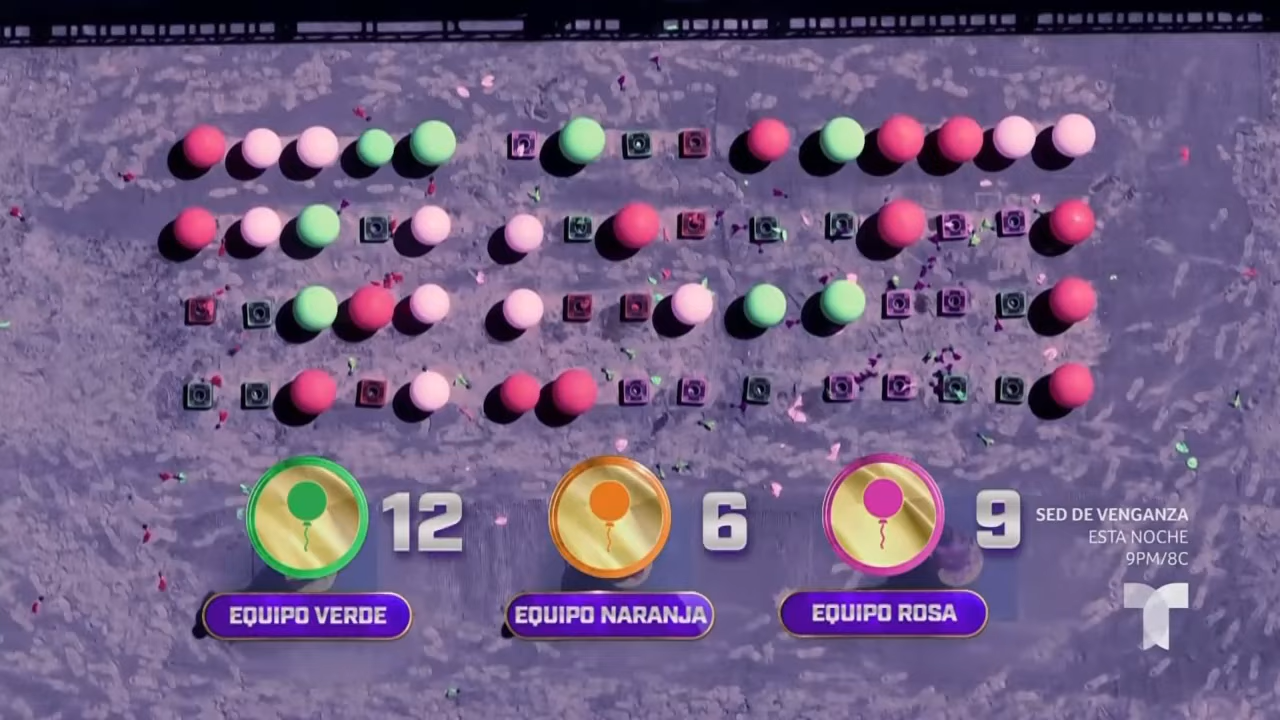 12
6
9
SED DE VENGANZA
ESTA NOCHE
9PM/8C
EQUIPO VERDE
EQUIPO NARANJA
EQUIPO ROSA